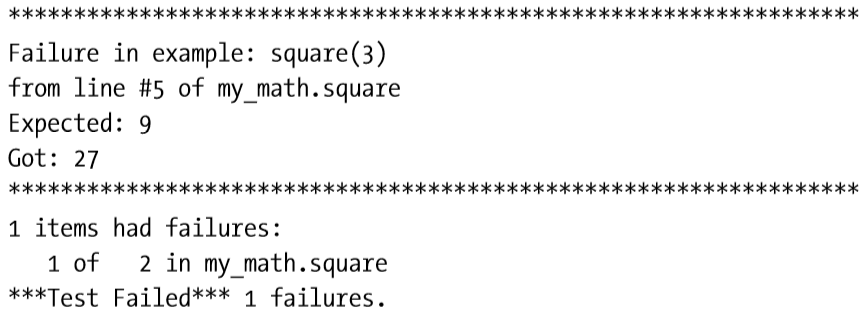 *****************************************************************
Failure in example: square(3)
from line #5 of my_math.square
Expected: 9
Got: 27
*****************************************************************
1 items had failures:
   1 of   2 in my_math.square
***Test Failed*** 1 failures.